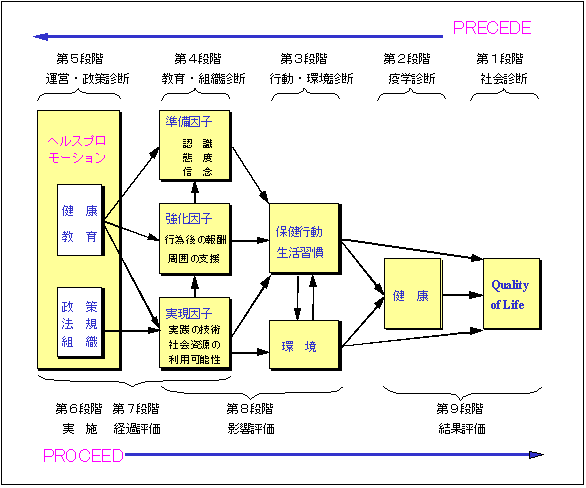 PRECEDE
第5段階
運営・政策診断
第4段階
教育・組織診断
第3段階
行動・環境診断
第2段階
疫学診断
第1段階
社会診断
ヘルスプロ
モーション
健 康
教 育
政 策
法 規
組 織
準備因子
認 識
態 度
信 念
強化因子
行為後の報酬
周囲の支援
実現因子
実践の技術
社会資源の
利用可能性
保健行動
生活習慣
環 境
健 康
Quality
of Life
第6段階
実 施
第7段階
経過評価
第8段階
影響評価
第9段階
結果評価
PROCEED